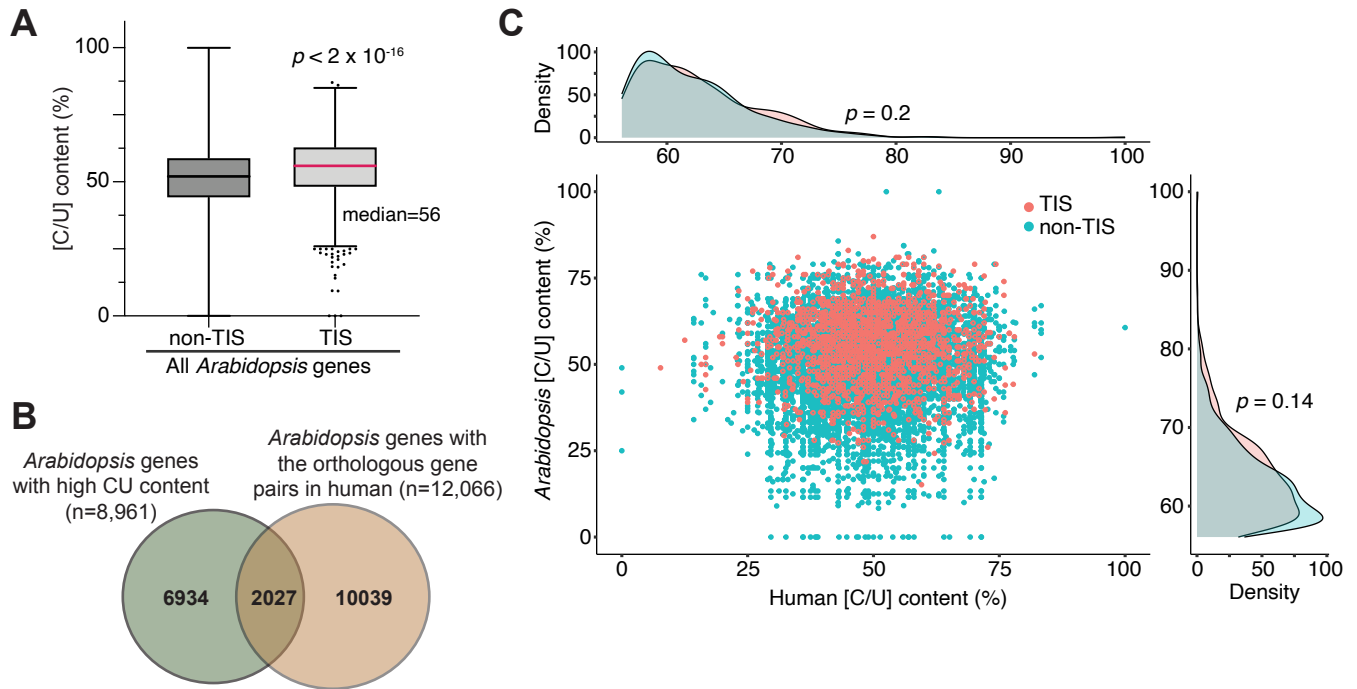 A
[C/U] content (%)
100
50
0
p < 2 x 10-16
median=56
non-TIS
TIS
All Arabidopsis genes
B
Arabidopsis genes
with high CU content
(n=8,961)
Arabidopsis genes with
the orthologous gene
pairs in human (n=12,066)
6934
2027
10039
C
Density
100
50
0
p = 0.2
60
70
80
90
100
Arabidopsis [C/U] content (%)
100
75
50
25
0
TIS
non-TIS
0
25
50
75
100
Human [C/U] content (%)
100
90
80
70
60
p = 0.14
0
50
100
Density